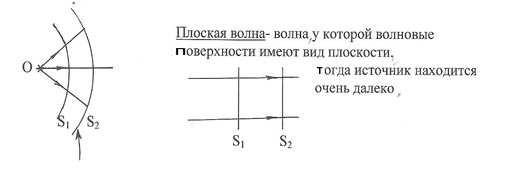 Плоская волна- волна, у которой волновые
поверхности имеют вид плоскости,
тогда источник находится
очень далеко.
O
S1 S2
S1 S2